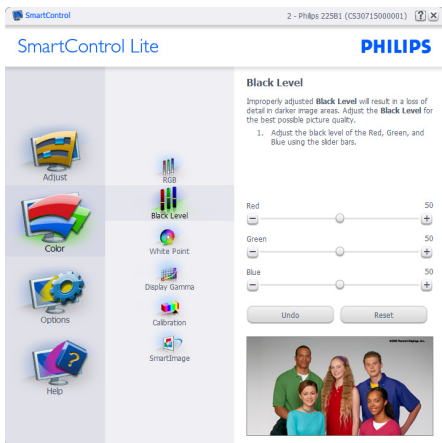 SmartControl
2 - Philips 225B1 (CS30715000001)
SmartControl Lite
PHILIPS
Adjust
Color
Options
Help
RGB
Black Level
White Point
Display Gamma
Calibration
SmartImage
Black Level
Improperly adjusted Black Level will result in a loss of
detail in darker image areas. Adjust the Black Level for
the best possible picture quality.
1. Adjust the black level of the Red, Green, and
Blue using the slider bars.
Red 50
Green 50
Blue 50
Undo Reset